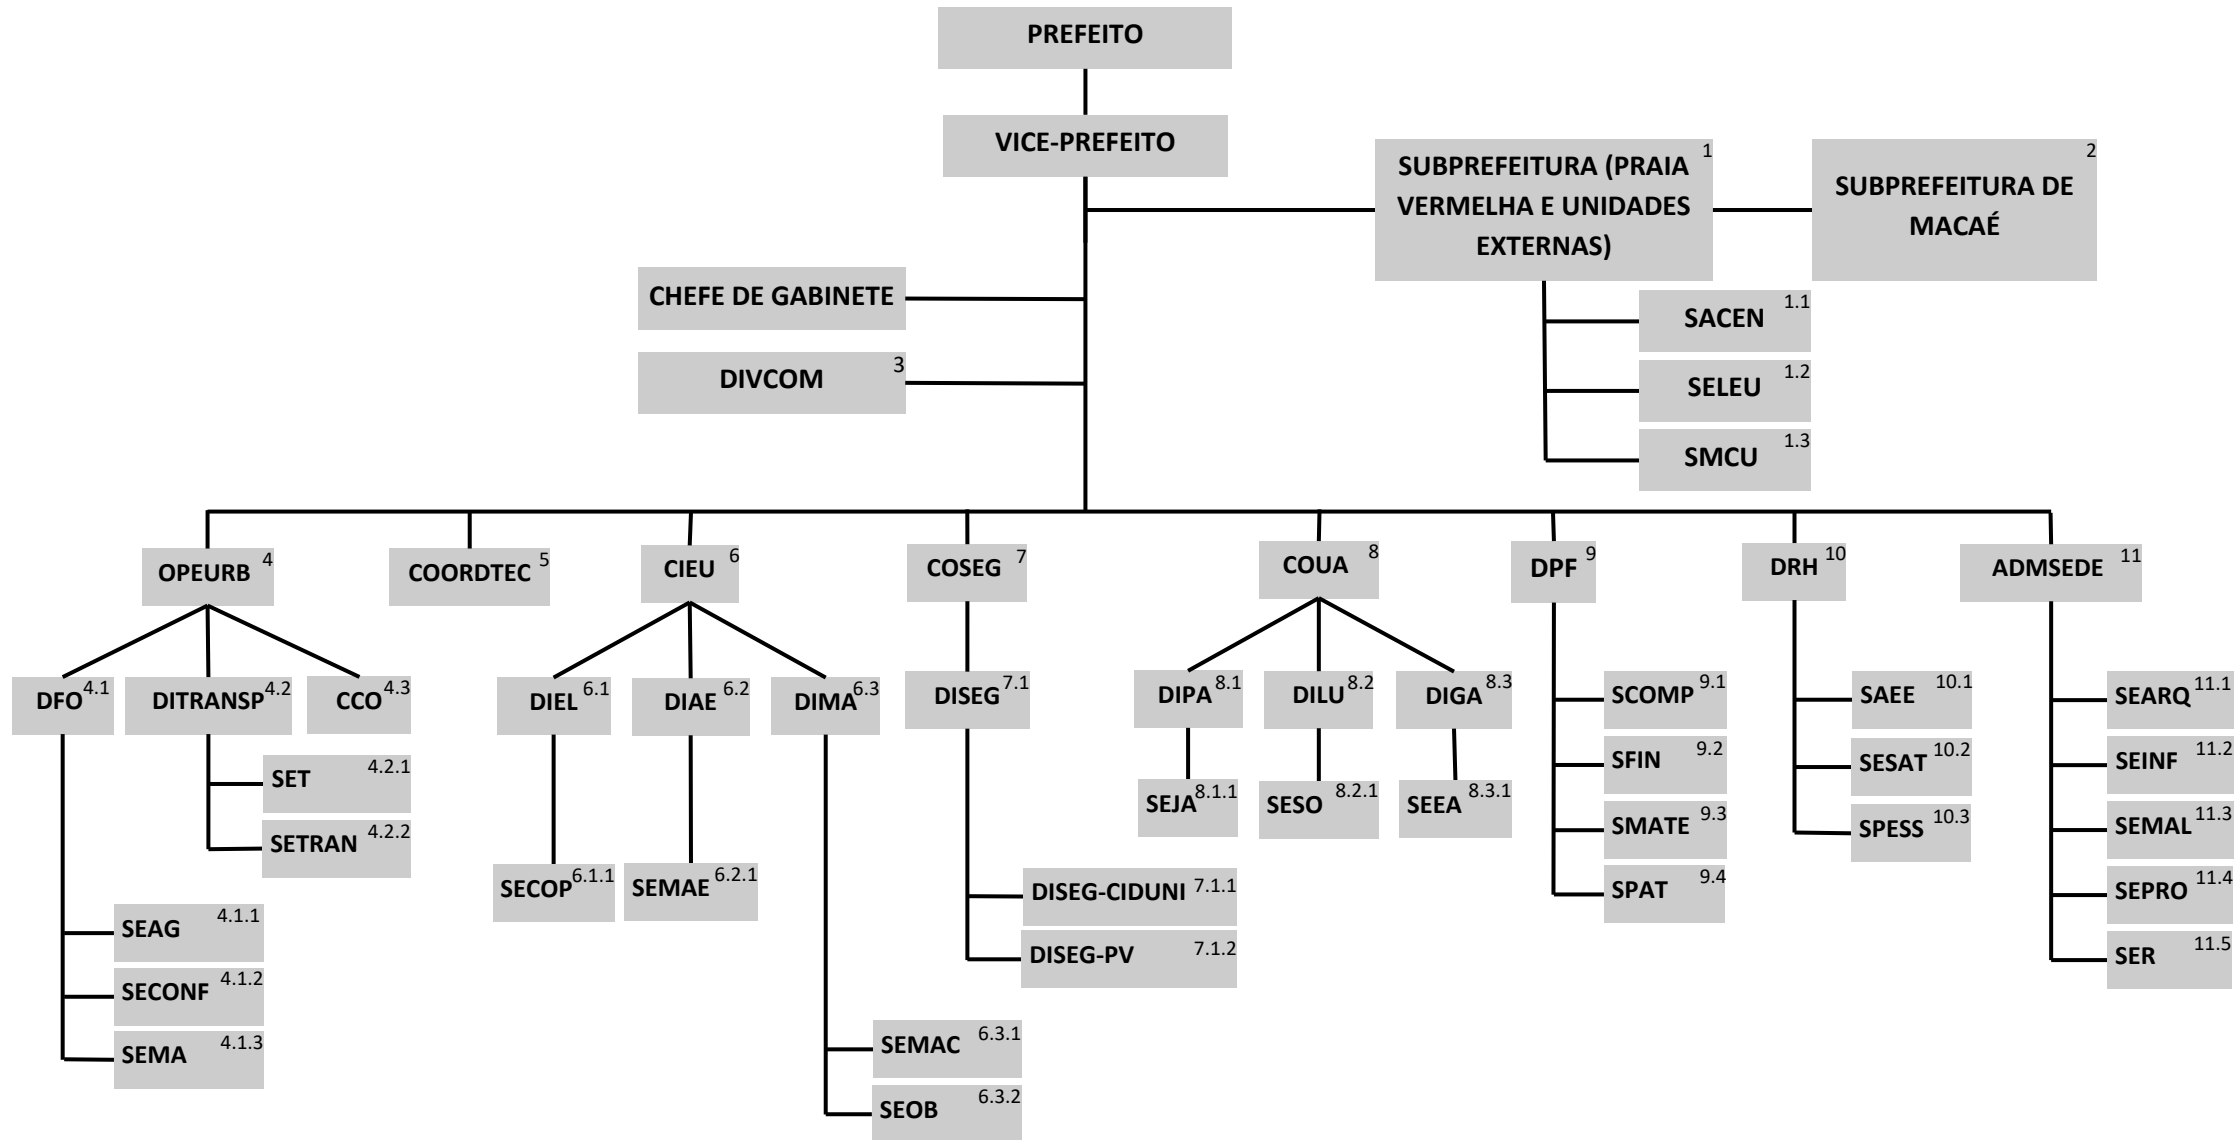 PREFEITO
VICE-PREFEITO
SUBPREFEITURA (PRAIA 1
VERMELHA E UNIDADES
EXTERNAS)
SUBPREFEITURA DE 2
MACAÉ
CHEFE DE GABINETE
DIVCOM 3
SACEN 1.1
SELEU 1.2
SMCU 1.3
OPEURB 4
COORDTEC 5
CIEU 6
COSEG 7
COUA 8
DPF 9
DRH 10
ADMSEDE 11
DFO 4.1
DITRANSP 4.2
CCO 4.3
DIEL 6.1
DIAE 6.2
DIMA 6.3
DISEG 7.1
DIPA 8.1
DILU 8.2
DIGA 8.3
SCOMP 9.1
SAEE 10.1
SEARQ 11.1
SET 4.2.1
SEJA 8.1.1
SESO 8.2.1
SEEA 8.3.1
SFIN 9.2
SESAT 10.2
SEINF 11.2
SETRAN 4.2.2
SMATE 9.3
SPESS 10.3
SEMAL 11.3
SECOP 6.1.1
SEMAE 6.2.1
DISEG-CIDUNI 7.1.1
SPAT 9.4
SEPRO 11.4
SEAG 4.1.1
DISEG-PV 7.1.2
SER 11.5
SECONF 4.1.2
SEMA 4.1.3
SEMAC 6.3.1
SEOB 6.3.2